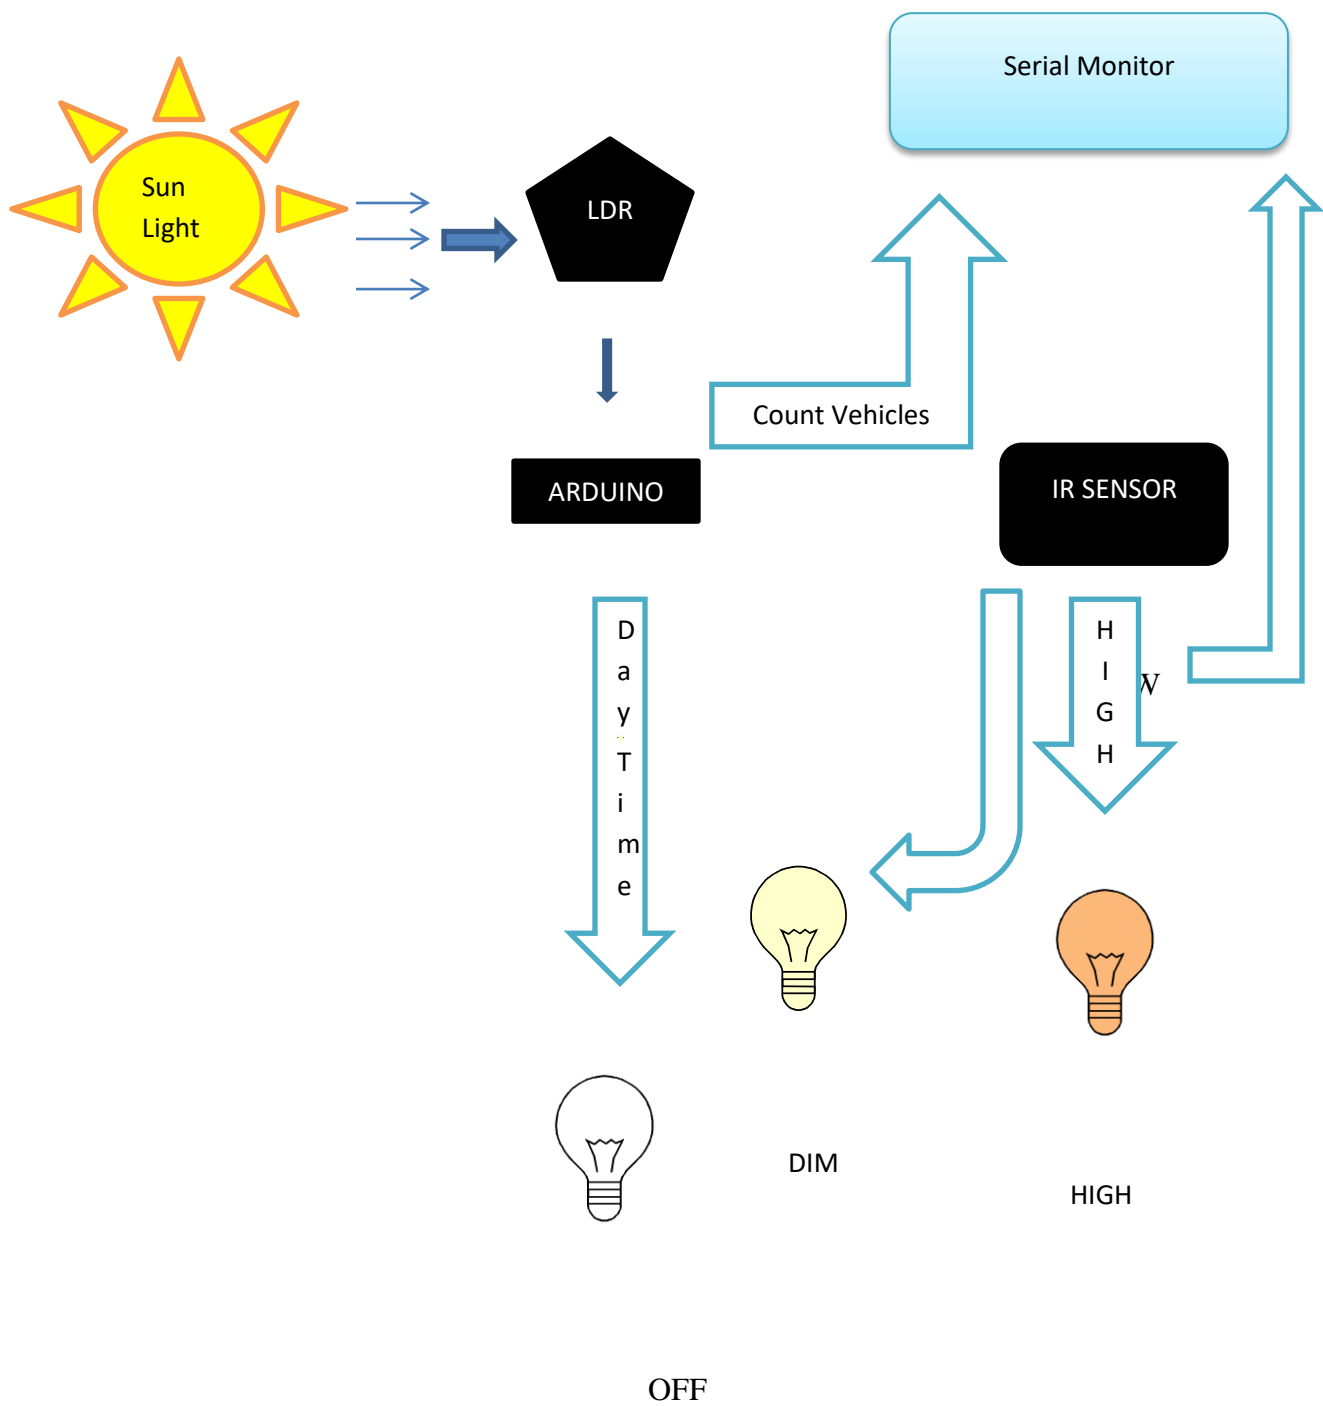 Serial Monitor
Sun
Light
LDR
Count Vehicles
ARDUINO
IR SENSOR
D
a
y
T
i
m
e
H
I
G
H
DIM
HIGH
OFF